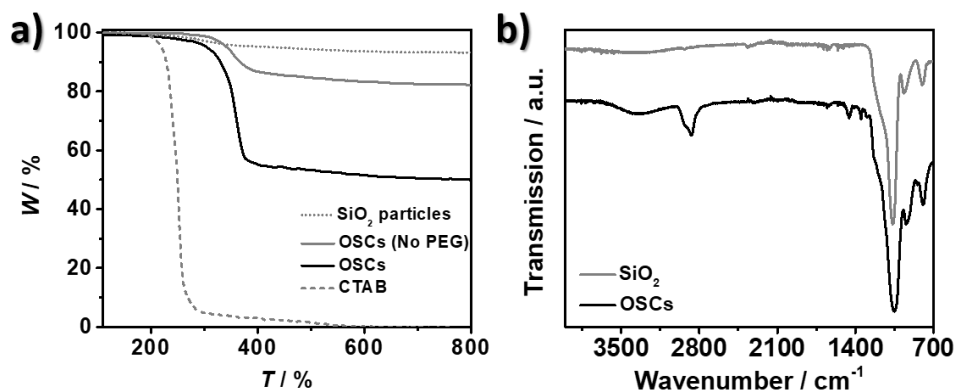 a)
100
80
60
40
20
0
W / %
SiO₂ particles
OSCs (No PEG)
OSCs
CTAB
200 400 600 800
T / %
b)
Transmission / a.u.
SiO₂
OSCs
3500 2800 2100 1400 700
Wavenumber / cm⁻¹